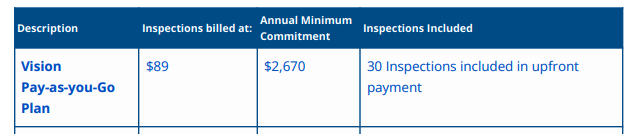 Description
Inspections billed at:
Annual Minimum
Commitment
Inspections Included
Vision
Pay-as-you-Go
Plan
$89
$2,670
30 Inspections included in upfront
payment